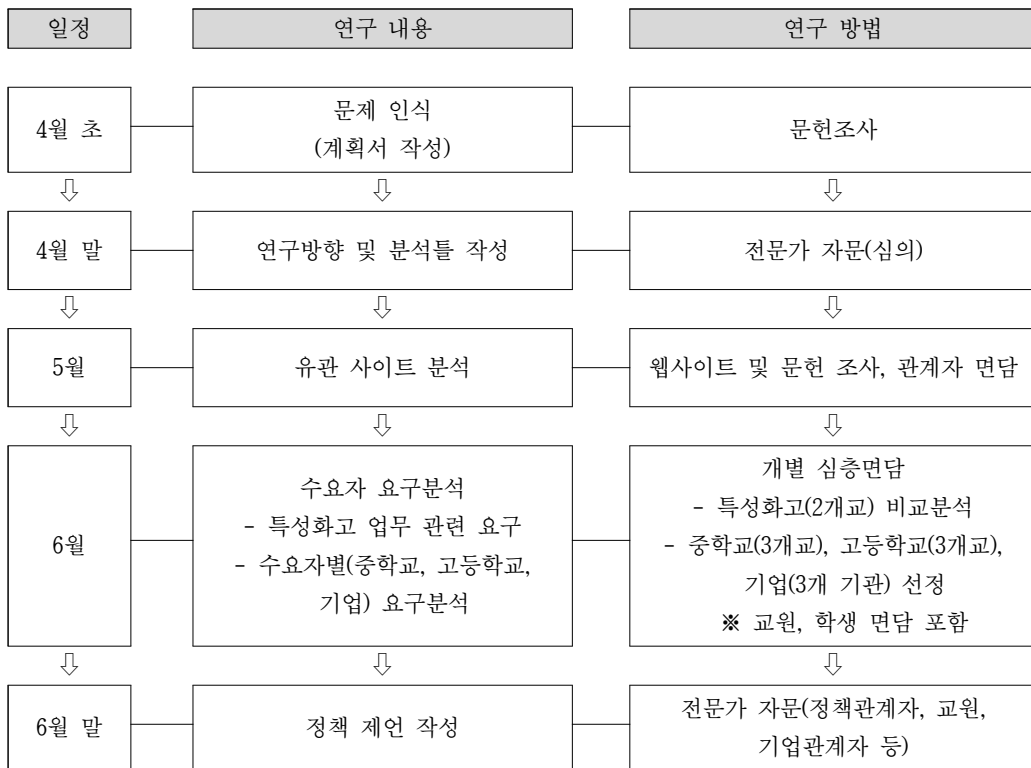 일정
연구 내용
연구 방법
4월 초
문제 인식
(계획서 작성)
문헌조사
4월 말
연구방향 및 분석틀 작성
전문가 자문(심의)
5월
유관 사이트 분석
웹사이트 및 문헌 조사, 관계자 면담
6월
수요자 요구분석
- 특성화고 업무 관련 요구
- 수요자별(중학교, 고등학교,
기업) 요구분석
개별 심층면담
- 특성화고(2개교) 비교분석
- 중학교(3개교), 고등학교(3개교),
기업(3개 기관) 선정
※ 교원, 학생 면담 포함
6월 말
정책 제언 작성
전문가 자문(정책관계자, 교원,
기업관계자 등)